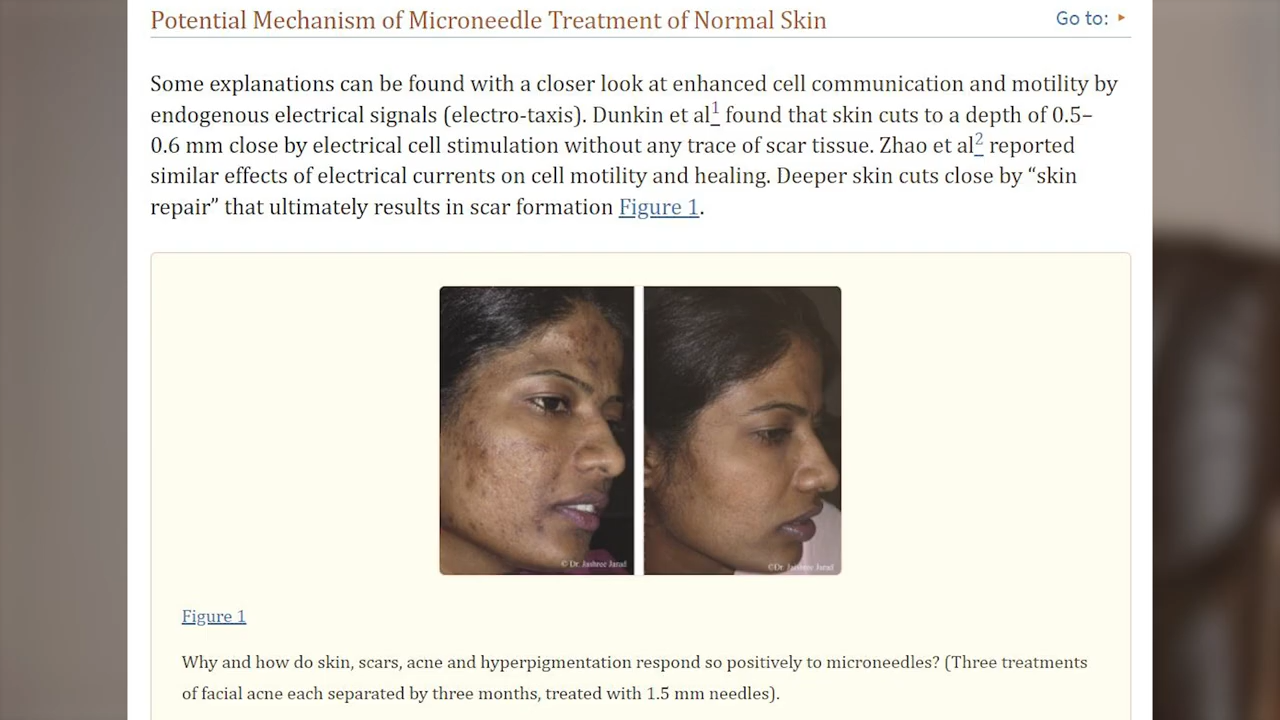 Potential Mechanism of Microneedle Treatment of Normal Skin
Go to: ▸
Some explanations can be found with a closer look at enhanced cell communication and motility by
endogenous electrical signals (electro-taxis). Dunkin et al1 found that skin cuts to a depth of 0.5–
0.6 mm close by electrical cell stimulation without any trace of scar tissue. Zhao et al2 reported
similar effects of electrical currents on cell motility and healing. Deeper skin cuts close by “skin
repair” that ultimately results in scar formation Figure 1.
© Dr. Jashree Jarad
©Dr. Jashree Jarad
Figure 1
Why and how do skin, scars, acne and hyperpigmentation respond so positively to microneedles? (Three treatments
of facial acne each separated by three months, treated with 1.5 mm needles).